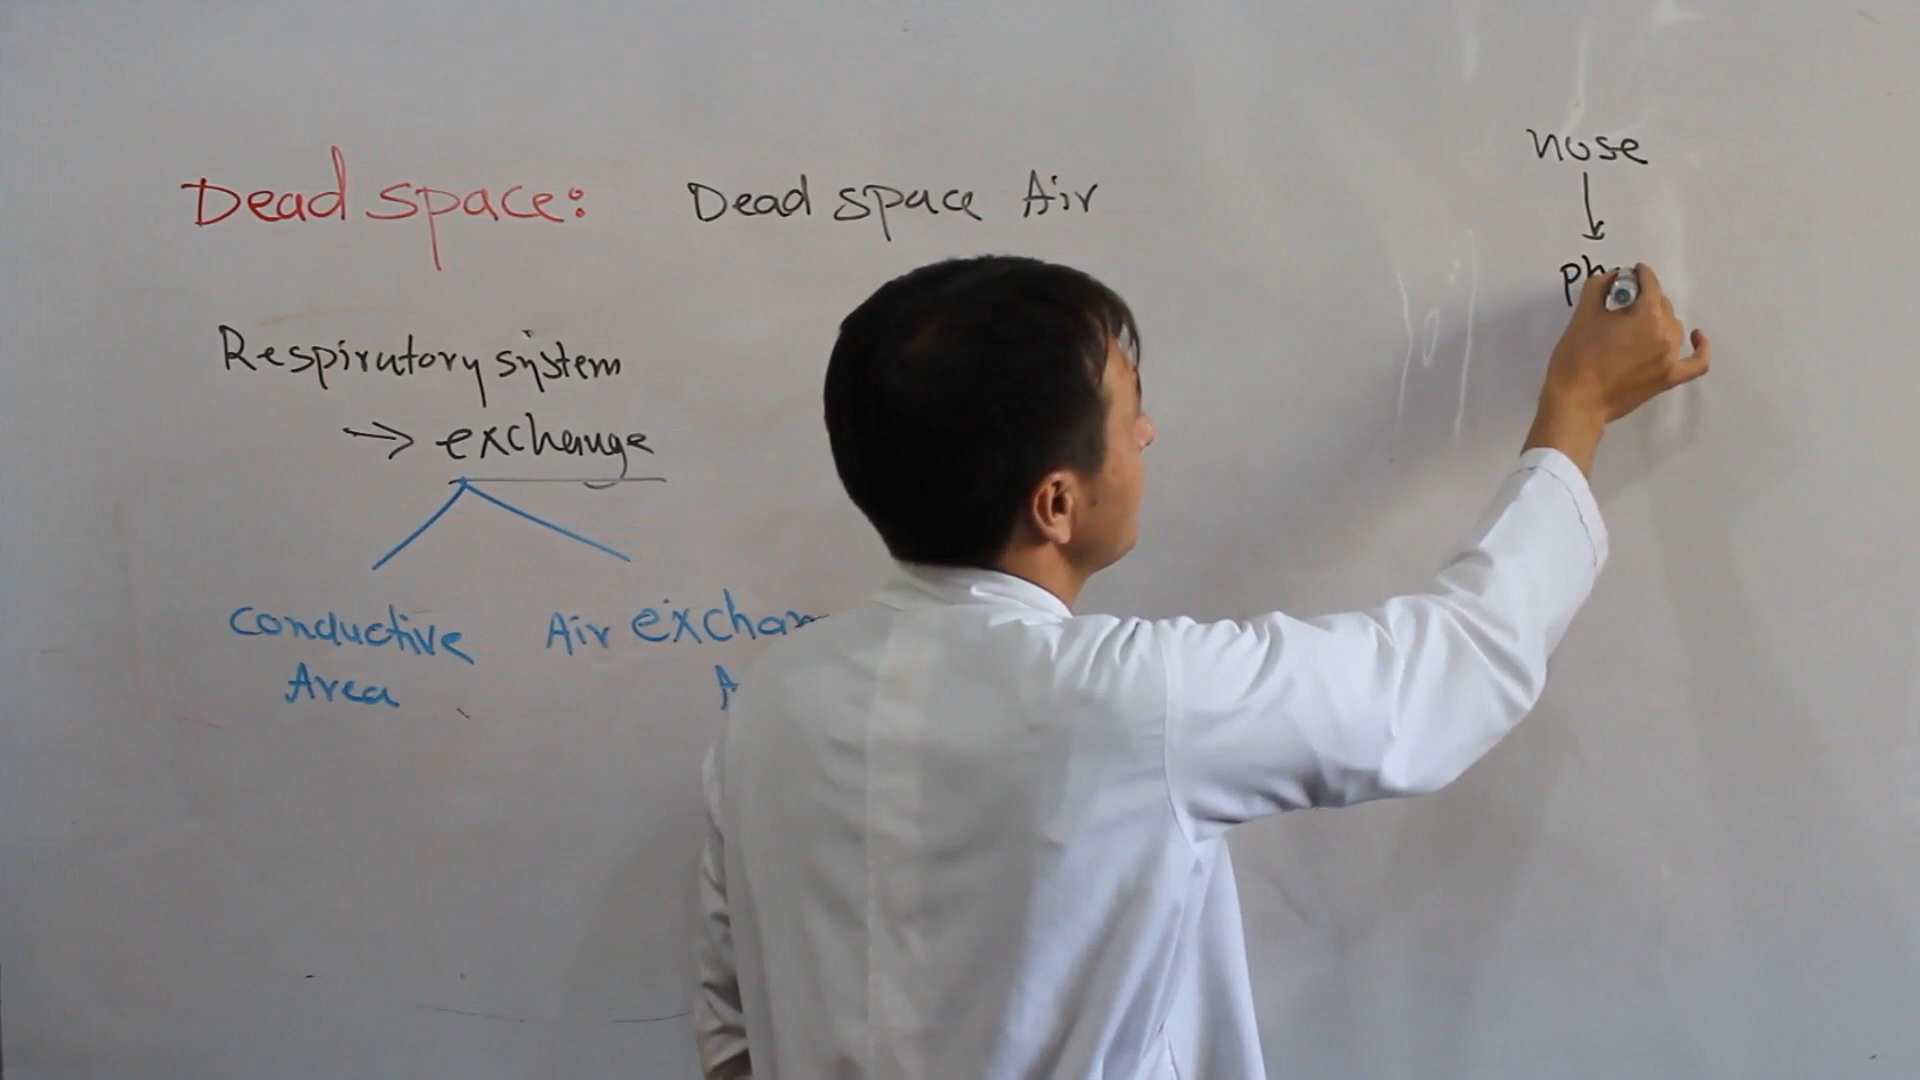 Dead space: Dead space Air
Respiratory system
→ exchange
Conductive
Area
Air exchan
A
nose
↓
ph